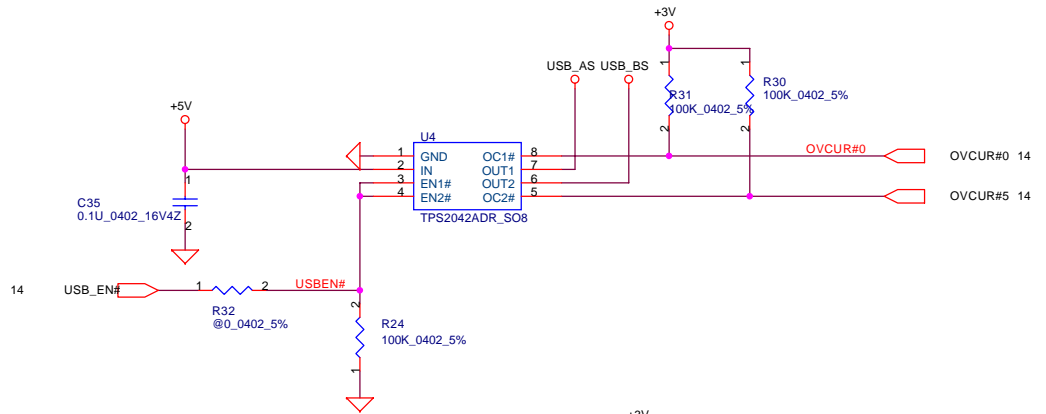 +3V
USB_AS USB_BS
1 1
R31
100K_0402_5%
R30
100K_0402_5%
2 2
+5V
U4
1 GND OC1# 8
2 IN OUT1 7
3 EN1# OUT2 6
4 EN2# OC2# 5
TPS2042ADR_SO8
OVCUR#0
OVCUR#0 14
OVCUR#5 14
1
C35
0.1U_0402_16V4Z
2
14 USB_EN# 1 2 USBEN#
R32
@0_0402_5%
2
R24
100K_0402_5%
1